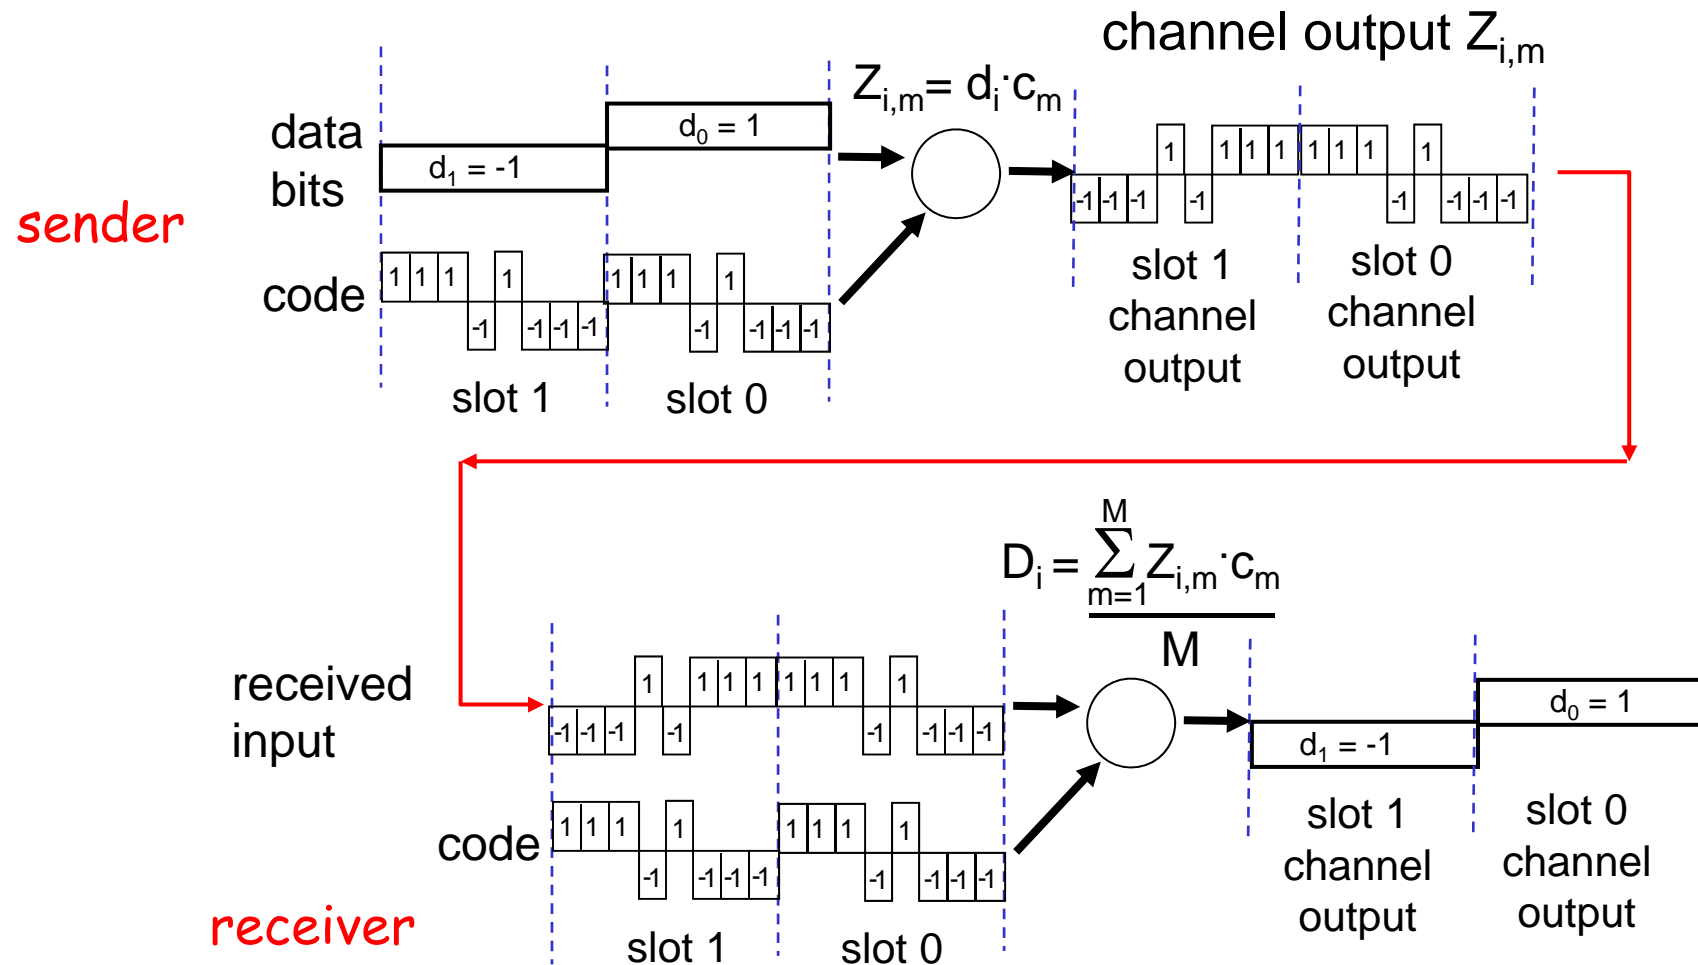 channel output Z_i,m
Z_i,m = d_i·c_m
data bits
d_1 = -1
d_0 = 1
sender
code
1 1 1 -1 1 -1 -1 -1
1 1 1 -1 1 -1 -1 -1
slot 1
slot 0
-1 -1 -1 1 -1 1 1 1
1 1 1 -1 1 -1 -1 -1
slot 1
channel
output
slot 0
channel
output
D_i = Σ_{m=1}^{M} Z_i,m·c_m
M
received
input
-1 -1 -1 1 -1 1 1 1
1 1 1 -1 1 -1 -1 -1
code
1 1 1 -1 1 -1 -1 -1
1 1 1 -1 1 -1 -1 -1
receiver
slot 1
slot 0
d_1 = -1
d_0 = 1
slot 1
channel
output
slot 0
channel
output